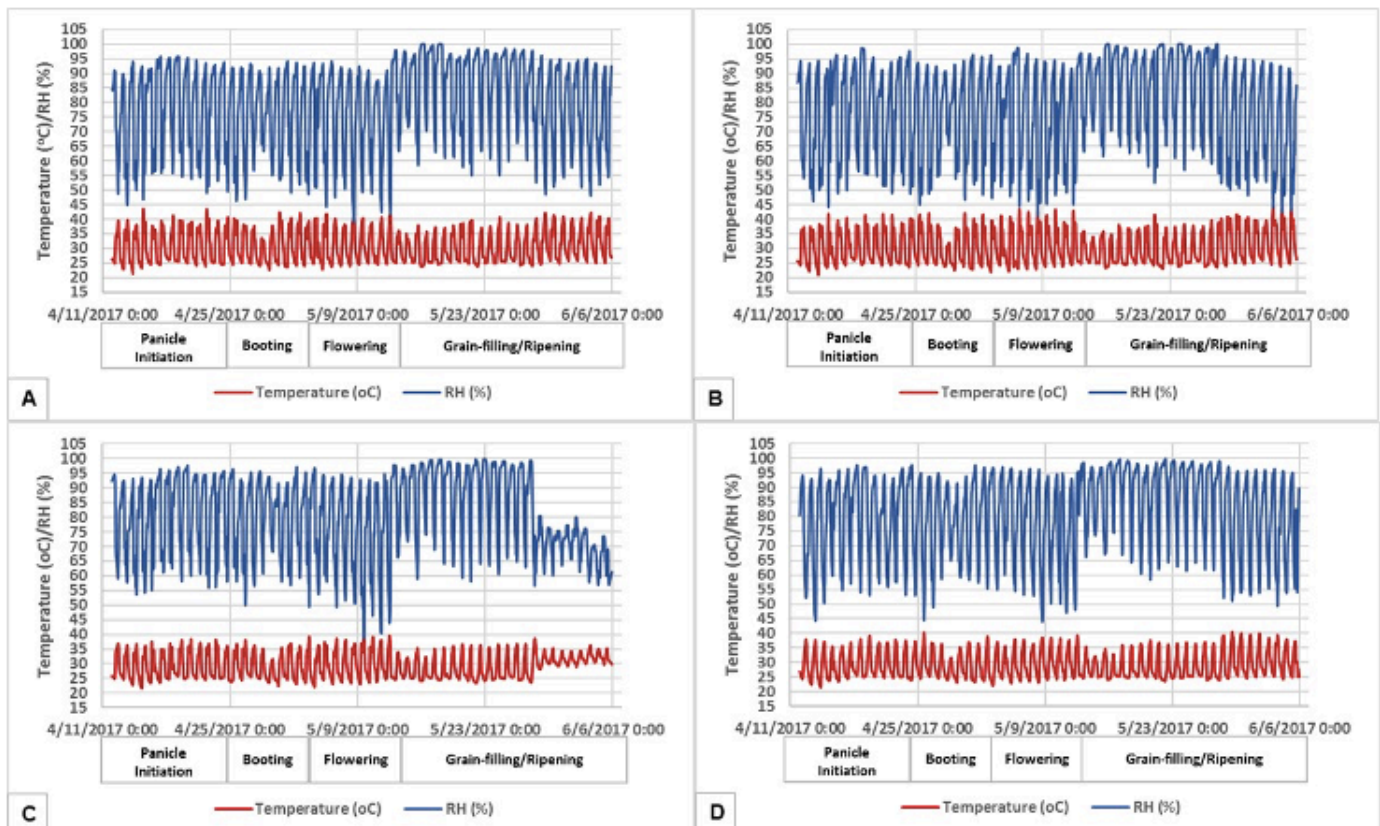 105
100
95
90
85
80
75
70
65
60
55
50
45
40
35
30
25
20
15
Temperature (°C)/RH (%)
4/11/2017 0:00 4/25/2017 0:00 5/9/2017 0:00 5/23/2017 0:00 6/6/2017 0:00
Panicle
Initiation
Booting
Flowering
Grain-filling/Ripening
Temperature (oC) RH (%)
A
105
100
95
90
85
80
75
70
65
60
55
50
45
40
35
30
25
20
15
Temperature (oC)/RH (%)
4/11/2017 0:00 4/25/2017 0:00 5/9/2017 0:00 5/23/2017 0:00 6/6/2017 0:00
Panicle
Initiation
Booting
Flowering
Grain-filling/Ripening
Temperature (oC) RH (%)
B
105
100
95
90
85
80
75
70
65
60
55
50
45
40
35
30
25
20
15
Temperature (oC)/RH (%)
4/11/2017 0:00 4/25/2017 0:00 5/9/2017 0:00 5/23/2017 0:00 6/6/2017 0:00
Panicle
Initiation
Booting
Flowering
Grain-filling/Ripening
Temperature (oC) RH (%)
C
105
100
95
90
85
80
75
70
65
60
55
50
45
40
35
30
25
20
15
Temperature (oC)/RH (%)
4/11/2017 0:00 4/25/2017 0:00 5/9/2017 0:00 5/23/2017 0:00 6/6/2017 0:00
Panicle
Initiation
Booting
Flowering
Grain-filling/Ripening
Temperature (oC) RH (%)
D